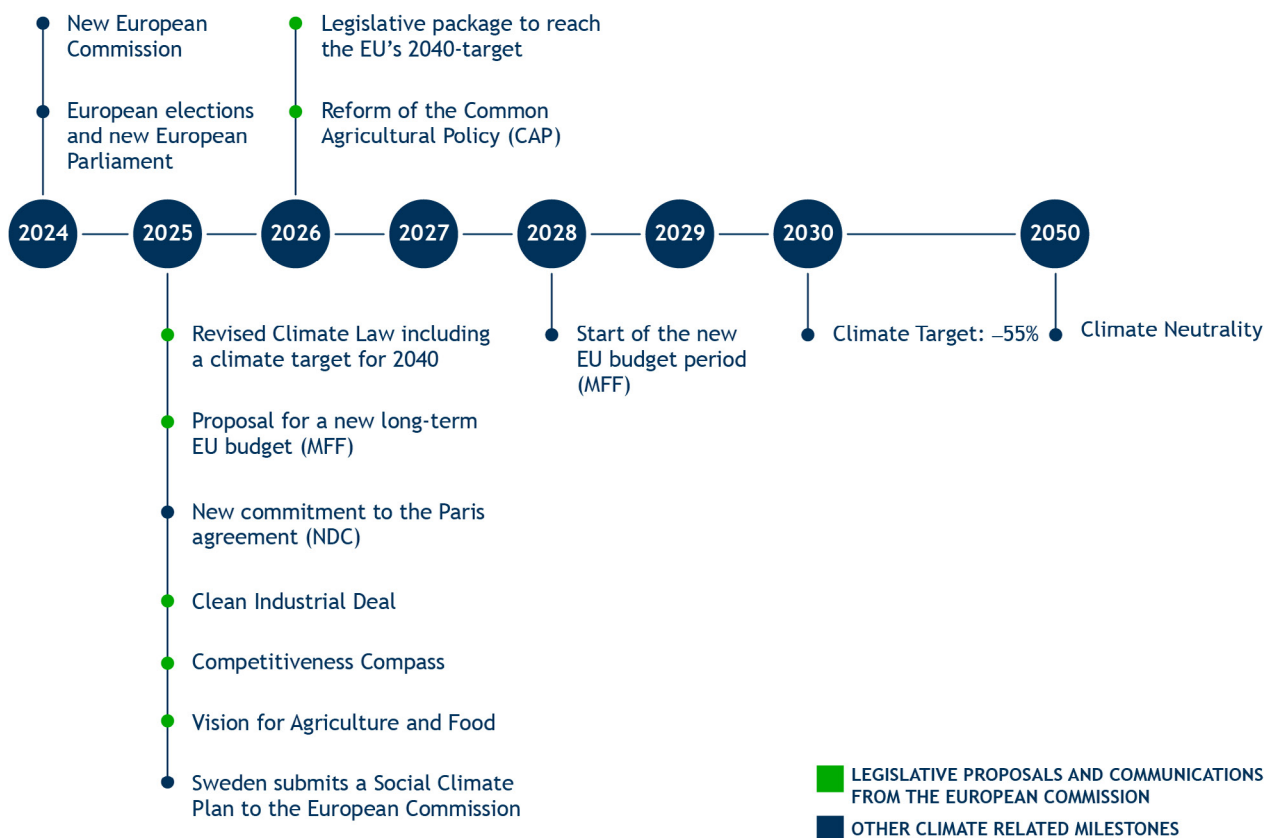 New European
Commission
European elections
and new European
Parliament
Legislative package to reach
the EU’s 2040-target
Reform of the Common
Agricultural Policy (CAP)
2024
2025
2026
2027
2028
2029
2030
2050
Revised Climate Law including
a climate target for 2040
Proposal for a new long-term
EU budget (MFF)
New commitment to the Paris
agreement (NDC)
Clean Industrial Deal
Competitiveness Compass
Vision for Agriculture and Food
Sweden submits a Social Climate
Plan to the European Commission
Start of the new
EU budget period
(MFF)
Climate Target: –55%
Climate Neutrality
LEGISLATIVE PROPOSALS AND COMMUNICATIONS
FROM THE EUROPEAN COMMISSION
OTHER CLIMATE RELATED MILESTONES